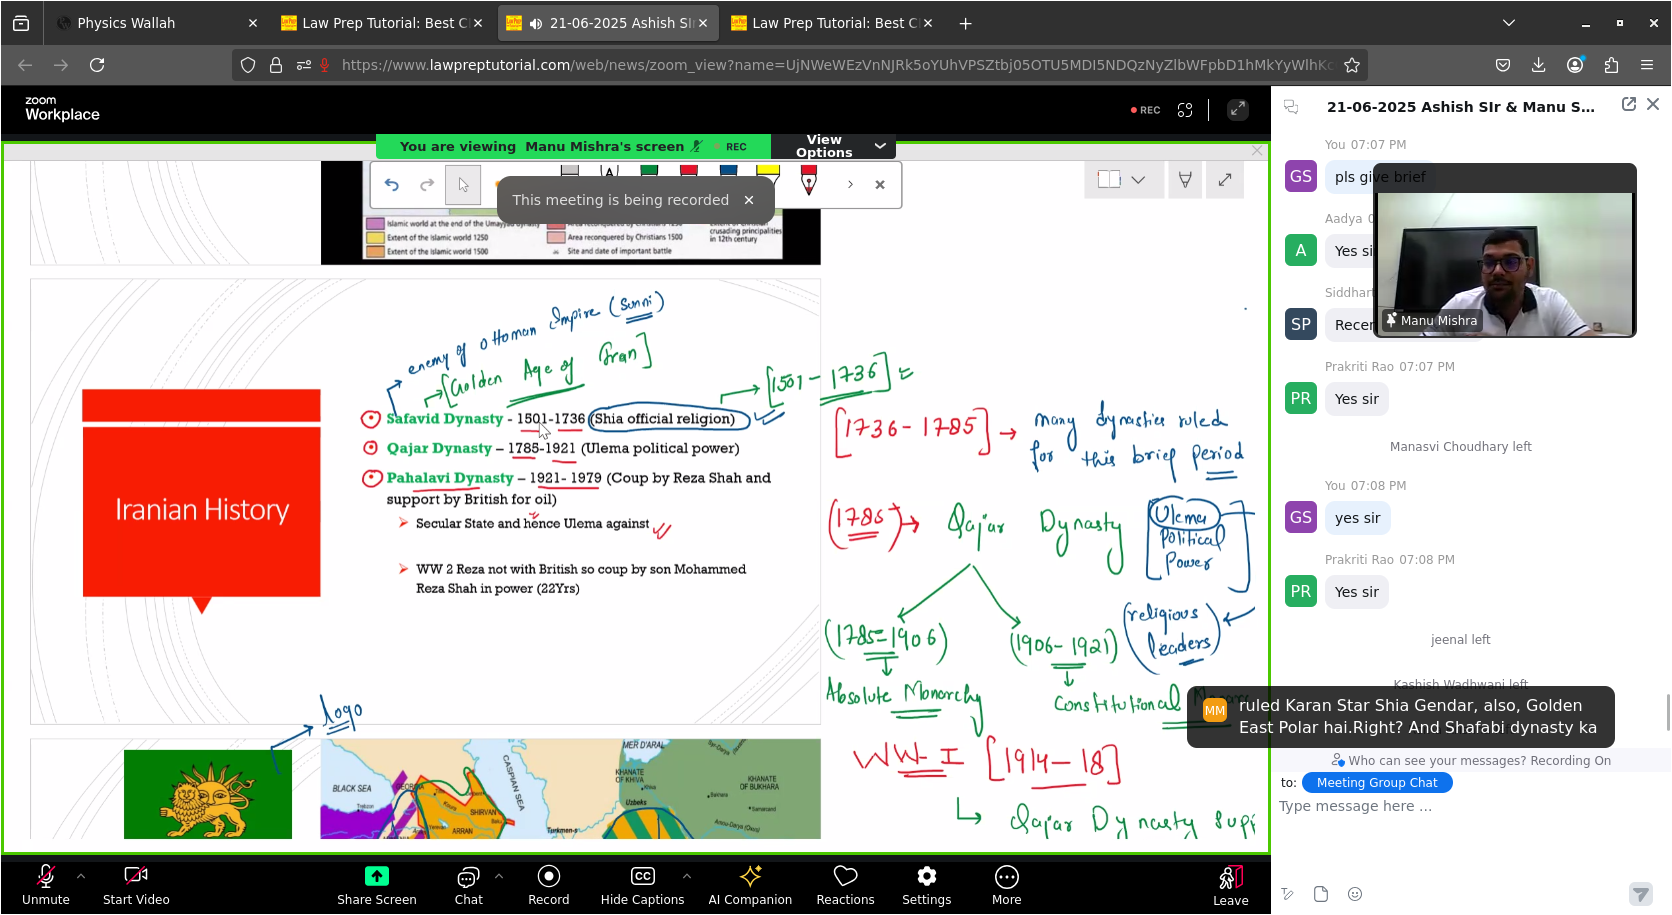 Physics Wallah
Law Prep Tutorial: Best C
21-06-2025 Ashish SIr
Law Prep Tutorial: Best C
https://www.lawpreptutorial.com/web/news/zoom_view?name=
zoom
Workplace
REC
You are viewing Manu Mishra's screen
REC
View Options
This meeting is being recorded
Islamic world at the end of the Umayyad dynasty
Extent of the Islamic world 1250
Extent of the Islamic world 1500
Area reconquered by Christians 1500
Site and date of important battle
crusading principalities
in 12th century
enemy of ottoman Empire (Sunni)
[Golden Age of Iran]
[1501 - 1736]
Iranian History
Safavid Dynasty - 1501-1736 (Shia official religion)
Qajar Dynasty – 1785-1921 (Ulema political power)
Pahalavi Dynasty – 1921- 1979 (Coup by Reza Shah and
support by British for oil)
Secular State and hence Ulema against
WW 2 Reza not with British so coup by son Mohammed
Reza Shah in power (22Yrs)
[1736 - 1785] → many dynasties ruled
for this brief period
(1785) → Qajar Dynasty
Ulema
Political
Power
(religious
leaders)
(1785-1906)
(1906-1921)
Absolute Monarchy
Constitutional
WW-I [1914-18]
Qajar Dynasty
logo
BLACK SEA
GEORGIA
SHIRVAN
ARRAN
CASPIAN SEA
MER D'ARAL
KHANATE
OF KHIVA
Khiva
Uzbeks
Turkmen-s
KHANATE
OF BUKHARA
Unmute
Start Video
Share Screen
Chat
Record
Hide Captions
AI Companion
Reactions
Settings
More
Leave
21-06-2025 Ashish SIr & Manu S...
You 07:07 PM
GS
pls give brief
Aadya
A
Yes si
Siddhart
SP
Recer
Manu Mishra
Prakriti Rao 07:07 PM
PR
Yes sir
Manasvi Choudhary left
You 07:08 PM
GS
yes sir
Prakriti Rao 07:08 PM
PR
Yes sir
jeenal left
Kashish Wadhwani left
MM
ruled Karan Star Shia Gendar, also, Golden
East Polar hai.Right? And Shafabi dynasty ka
Who can see your messages? Recording On
to: Meeting Group Chat
Type message here ...